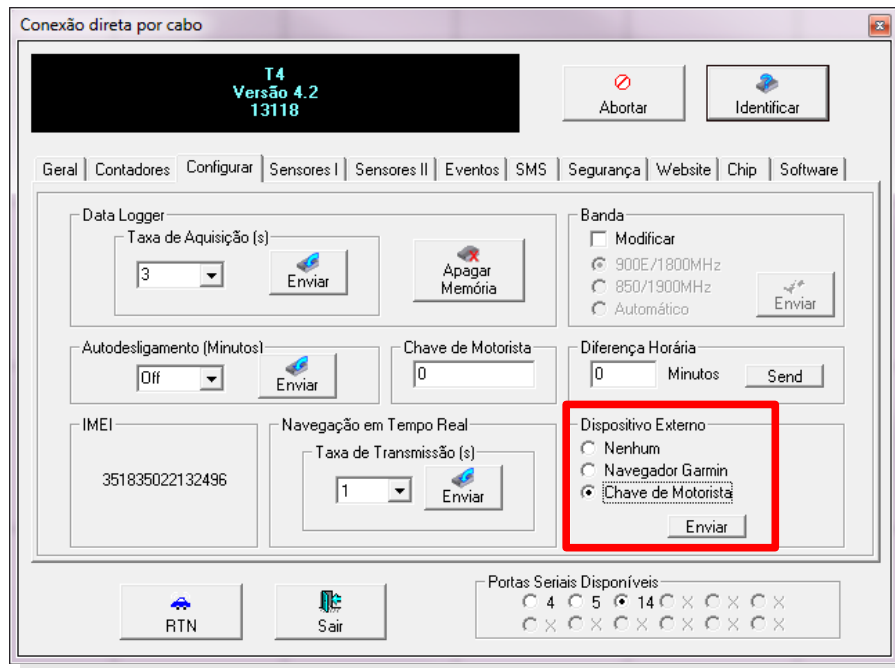 Conexão direta por cabo
T4
Versão 4.2
13118
Abortar
Identificar
Geral Contadores Configurar Sensores I Sensores II Eventos SMS Segurança Website Chip Software
Data Logger
Taxa de Aquisição (s)
3
Enviar
Apagar
Memória
Banda
Modificar
900E/1800MHz
850/1900MHz
Automático
Enviar
Autodesligamento (Minutos)
Off
Enviar
Chave de Motorista
0
Diferença Horária
0 Minutos Send
IMEI
351835022132496
Navegação em Tempo Real
Taxa de Transmissão (s)
1
Enviar
Dispositivo Externo
Nenhum
Navegador Garmin
Chave de Motorista
Enviar
RTN
Sair
Portas Seriais Disponíveis
4 5 14 X X X
X X X X X X